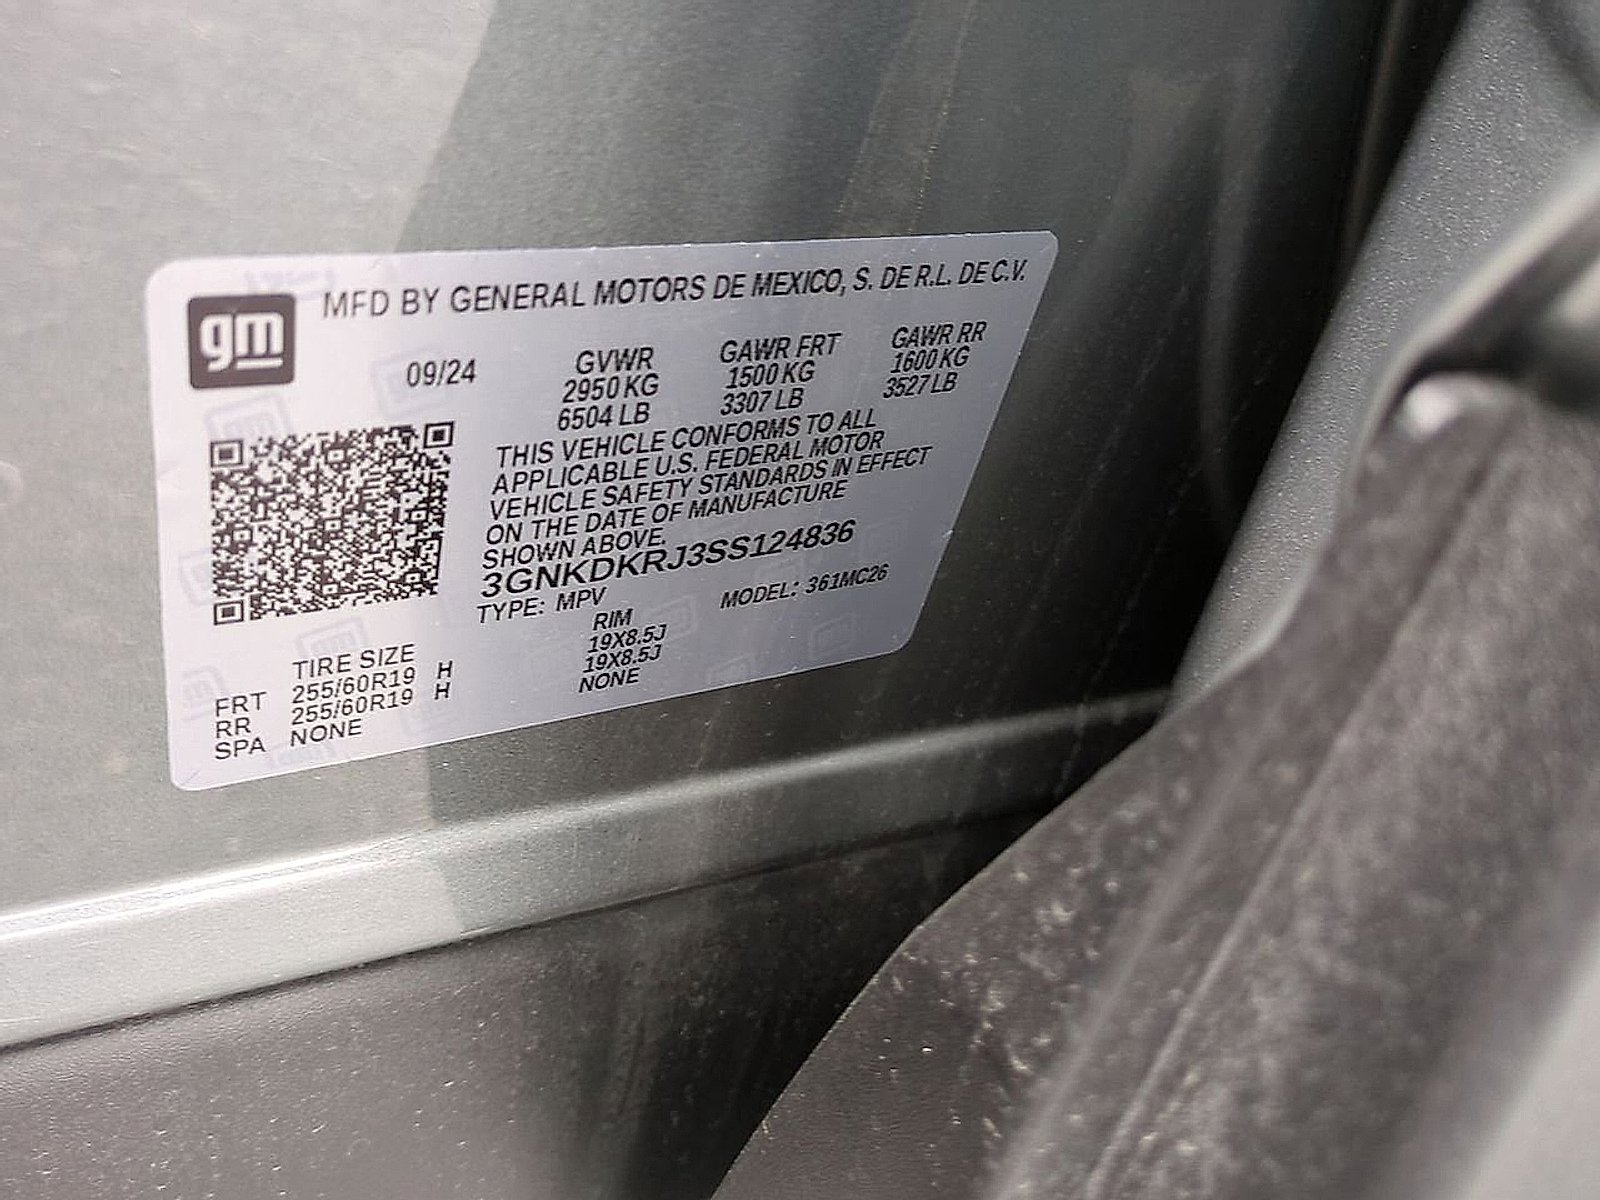 gm
MFD BY GENERAL MOTORS DE MEXICO, S. DE R.L. DE C.V.
09/24
GVWR GAWR FRT GAWR RR
2950 KG 1500 KG 1600 KG
6504 LB 3307 LB 3527 LB
THIS VEHICLE CONFORMS TO ALL
APPLICABLE U.S. FEDERAL MOTOR
VEHICLE SAFETY STANDARDS IN EFFECT
ON THE DATE OF MANUFACTURE
SHOWN ABOVE.
3GNKDKRJ3SS124836
TYPE: MPV MODEL: 361MC26
TIRE SIZE RIM
FRT 255/60R19 H 19X8.5J
RR 255/60R19 H 19X8.5J
SPA NONE NONE